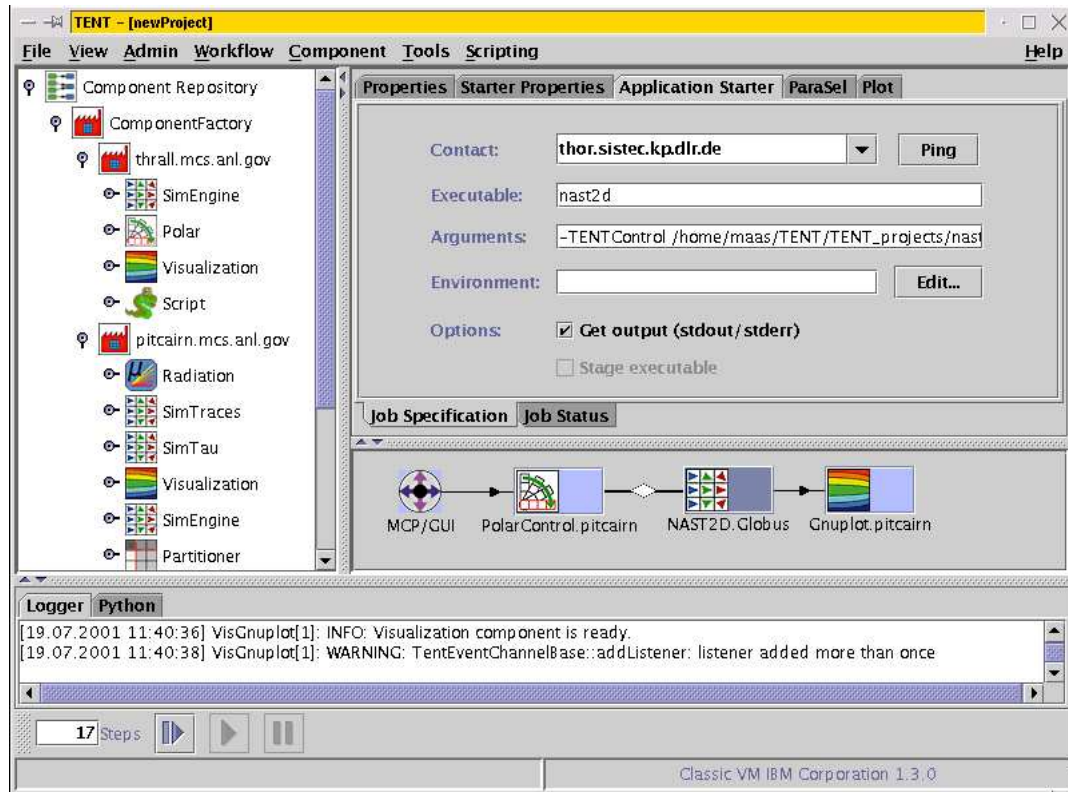 TENT - [newProject]
File View Admin Workflow Component Tools Scripting Help
Component Repository
ComponentFactory
thrall.mcs.anl.gov
SimEngine
Polar
Visualization
Script
pitcairn.mcs.anl.gov
Radiation
SimTraces
SimTau
Visualization
SimEngine
Partitioner
Properties Starter Properties Application Starter ParaSel Plot
Contact: thor.sistec.kp.dlr.de Ping
Executable: nast2d
Arguments: -TENTControl /home/maas/TENT/TENT_projects/nast
Environment: Edit...
Options: Get output (stdout/stderr)
Stage executable
Job Specification Job Status
MCP/GUI PolarControl.pitcairn NAST2D.Globus Gnuplot.pitcairn
Logger Python
[19.07.2001 11:40:36] VisGnuplot[1]: INFO: Visualization component is ready.
[19.07.2001 11:40:38] VisGnuplot[1]: WARNING: TentEventChannelBase::addListener: listener added more than once
17 Steps
Classic VM IBM Corporation 1.3.0